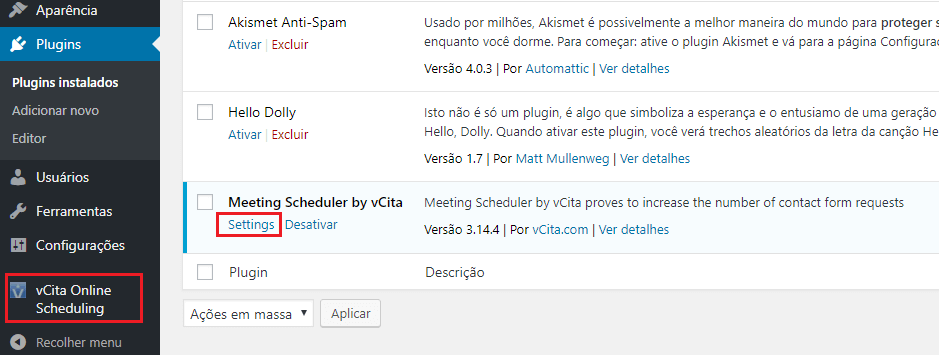 Aparência
Plugins
Plugins instalados
Adicionar novo
Editor
Usuários
Ferramentas
Configurações
vCita Online
Scheduling
Recolher menu
Akismet Anti-Spam
Ativar | Excluir
Usado por milhões, Akismet é possivelmente a melhor maneira do mundo para proteger s
enquanto você dorme. Para começar: ative o plugin Akismet e vá para a página Configura
Versão 4.0.3 | Por Automattic | Ver detalhes
Hello Dolly
Ativar | Excluir
Isto não é só um plugin, é algo que simboliza a esperança e o entusiamo de uma geração
Hello, Dolly. Quando ativar este plugin, você verá trechos aleatórios da letra da canção He
Versão 1.7 | Por Matt Mullenweg | Ver detalhes
Meeting Scheduler by vCita
Settings | Desativar
Meeting Scheduler by vCita proves to increase the number of contact form requests
Versão 3.14.4 | Por vCita.com | Ver detalhes
Plugin
Descrição
Ações em massa
Aplicar